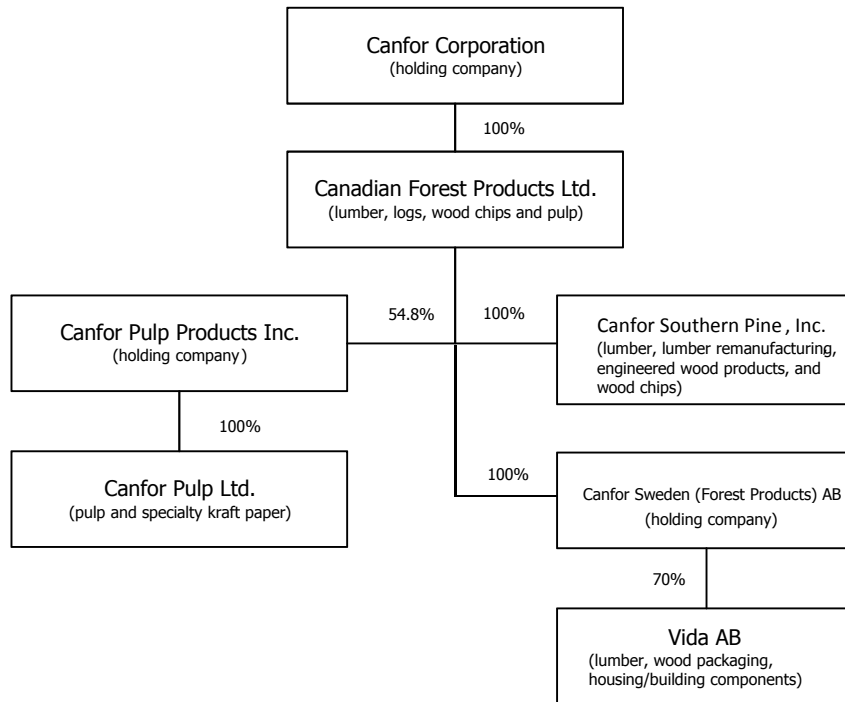 Canfor Corporation
(holding company)
100%
Canadian Forest Products Ltd.
(lumber, logs, wood chips and pulp)
54.8%
100%
Canfor Pulp Products Inc.
(holding company)
Canfor Southern Pine, Inc.
(lumber, lumber remanufacturing,
engineered wood products, and
wood chips)
100%
Canfor Pulp Ltd.
(pulp and specialty kraft paper)
100%
Canfor Sweden (Forest Products) AB
(holding company)
70%
Vida AB
(lumber, wood packaging,
housing/building components)